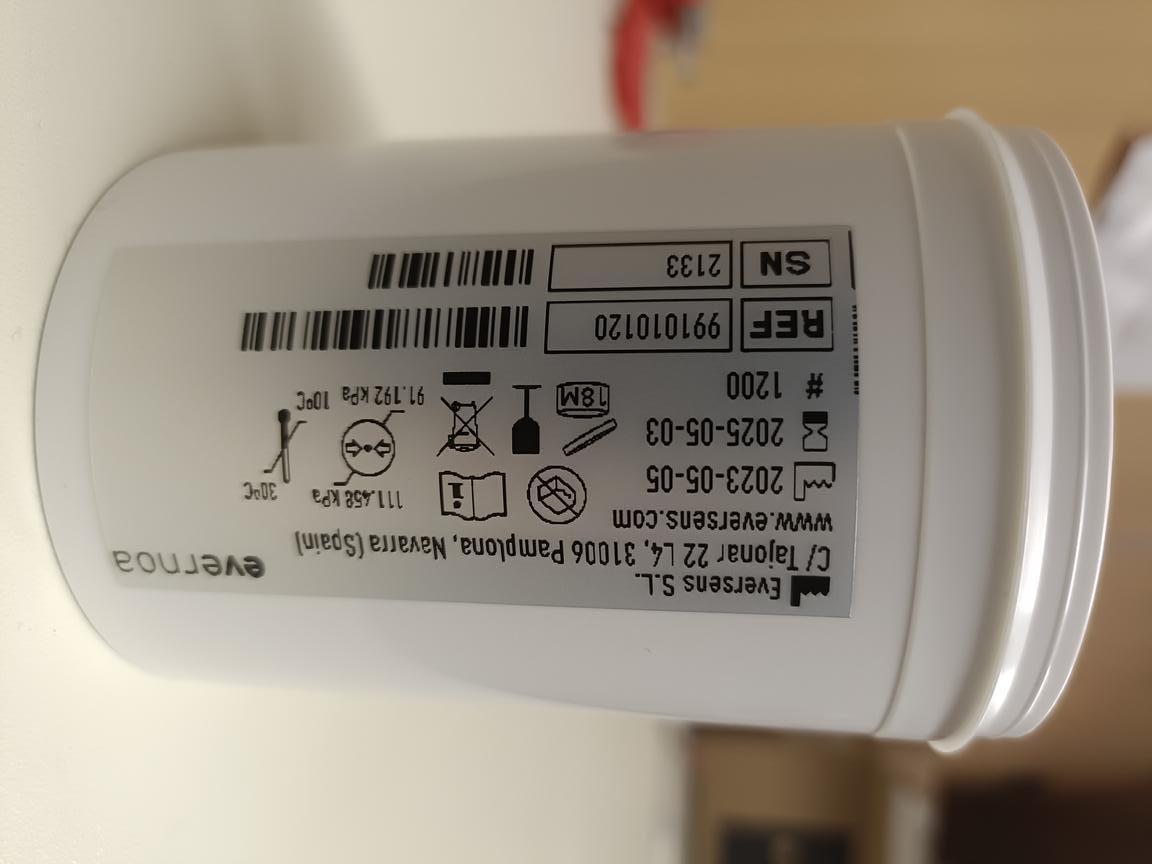 Eversens S.L.
C/ Tajonar 22 L4, 31006 Pamplona, Navarra (Spain)
www.eversens.com
evernoa
2023-05-05
2025-05-03
# 1200
18M
111.458 kPa
91.192 kPa
30ºC
10ºC
REF 991010120
SN 2133